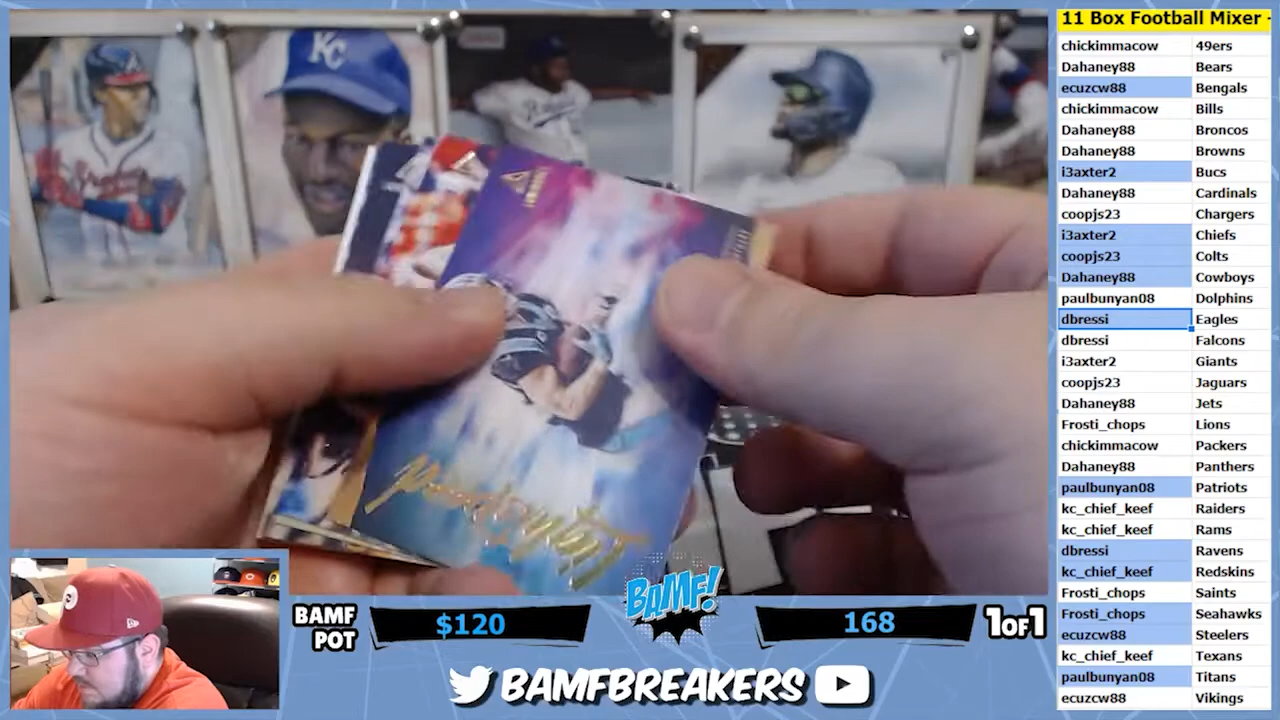 11 Box Football Mixer -
chickimmacow 49ers
Dahaney88 Bears
ecuzcw88 Bengals
chickimmacow Bills
Dahaney88 Broncos
Dahaney88 Browns
i3axter2 Bucs
Dahaney88 Cardinals
coopjs23 Chargers
i3axter2 Chiefs
coopjs23 Colts
Dahaney88 Cowboys
paulbunyan08 Dolphins
dbressi Eagles
dbressi Falcons
i3axter2 Giants
coopjs23 Jaguars
Dahaney88 Jets
Frosti_chops Lions
chickimmacow Packers
Dahaney88 Panthers
paulbunyan08 Patriots
kc_chief_keef Raiders
kc_chief_keef Rams
dbressi Ravens
kc_chief_keef Redskins
Frosti_chops Saints
Frosti_chops Seahawks
ecuzcw88 Steelers
kc_chief_keef Texans
paulbunyan08 Titans
ecuzcw88 Vikings
KC
BAMF POT
$120
BAMF!
168
1OF1
BAMFBREAKERS